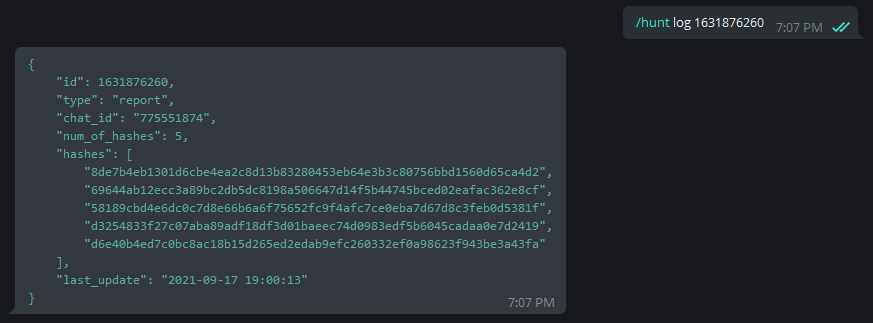 /hunt log 1631876260 7:07 PM
{
"id": 1631876260,
"type": "report",
"chat_id": "775551874",
"num_of_hashes": 5,
"hashes": [
"8de7b4eb1301d6cbe4ea2c8d13b83280453eb64e3b3c80756bbd1560d65ca4d2",
"69644ab12ecc3a89bc2db5dc8198a506647d14f5b44745bced02eafac362e8cf",
"58189cbd4e6dc0c7d8e66b6a6f75652fc9f4afc7ce0eba7d67d8c3feb0d5381f",
"d3254833f27c07aba89adf18df3d01baeec74d0983edf5b6045cadaa0e7d2419",
"d6e40b4ed7c0bc8ac18b15d265ed2edab9efc260332ef0a98623f943be3a43fa"
],
"last_update": "2021-09-17 19:00:13"
}
7:07 PM